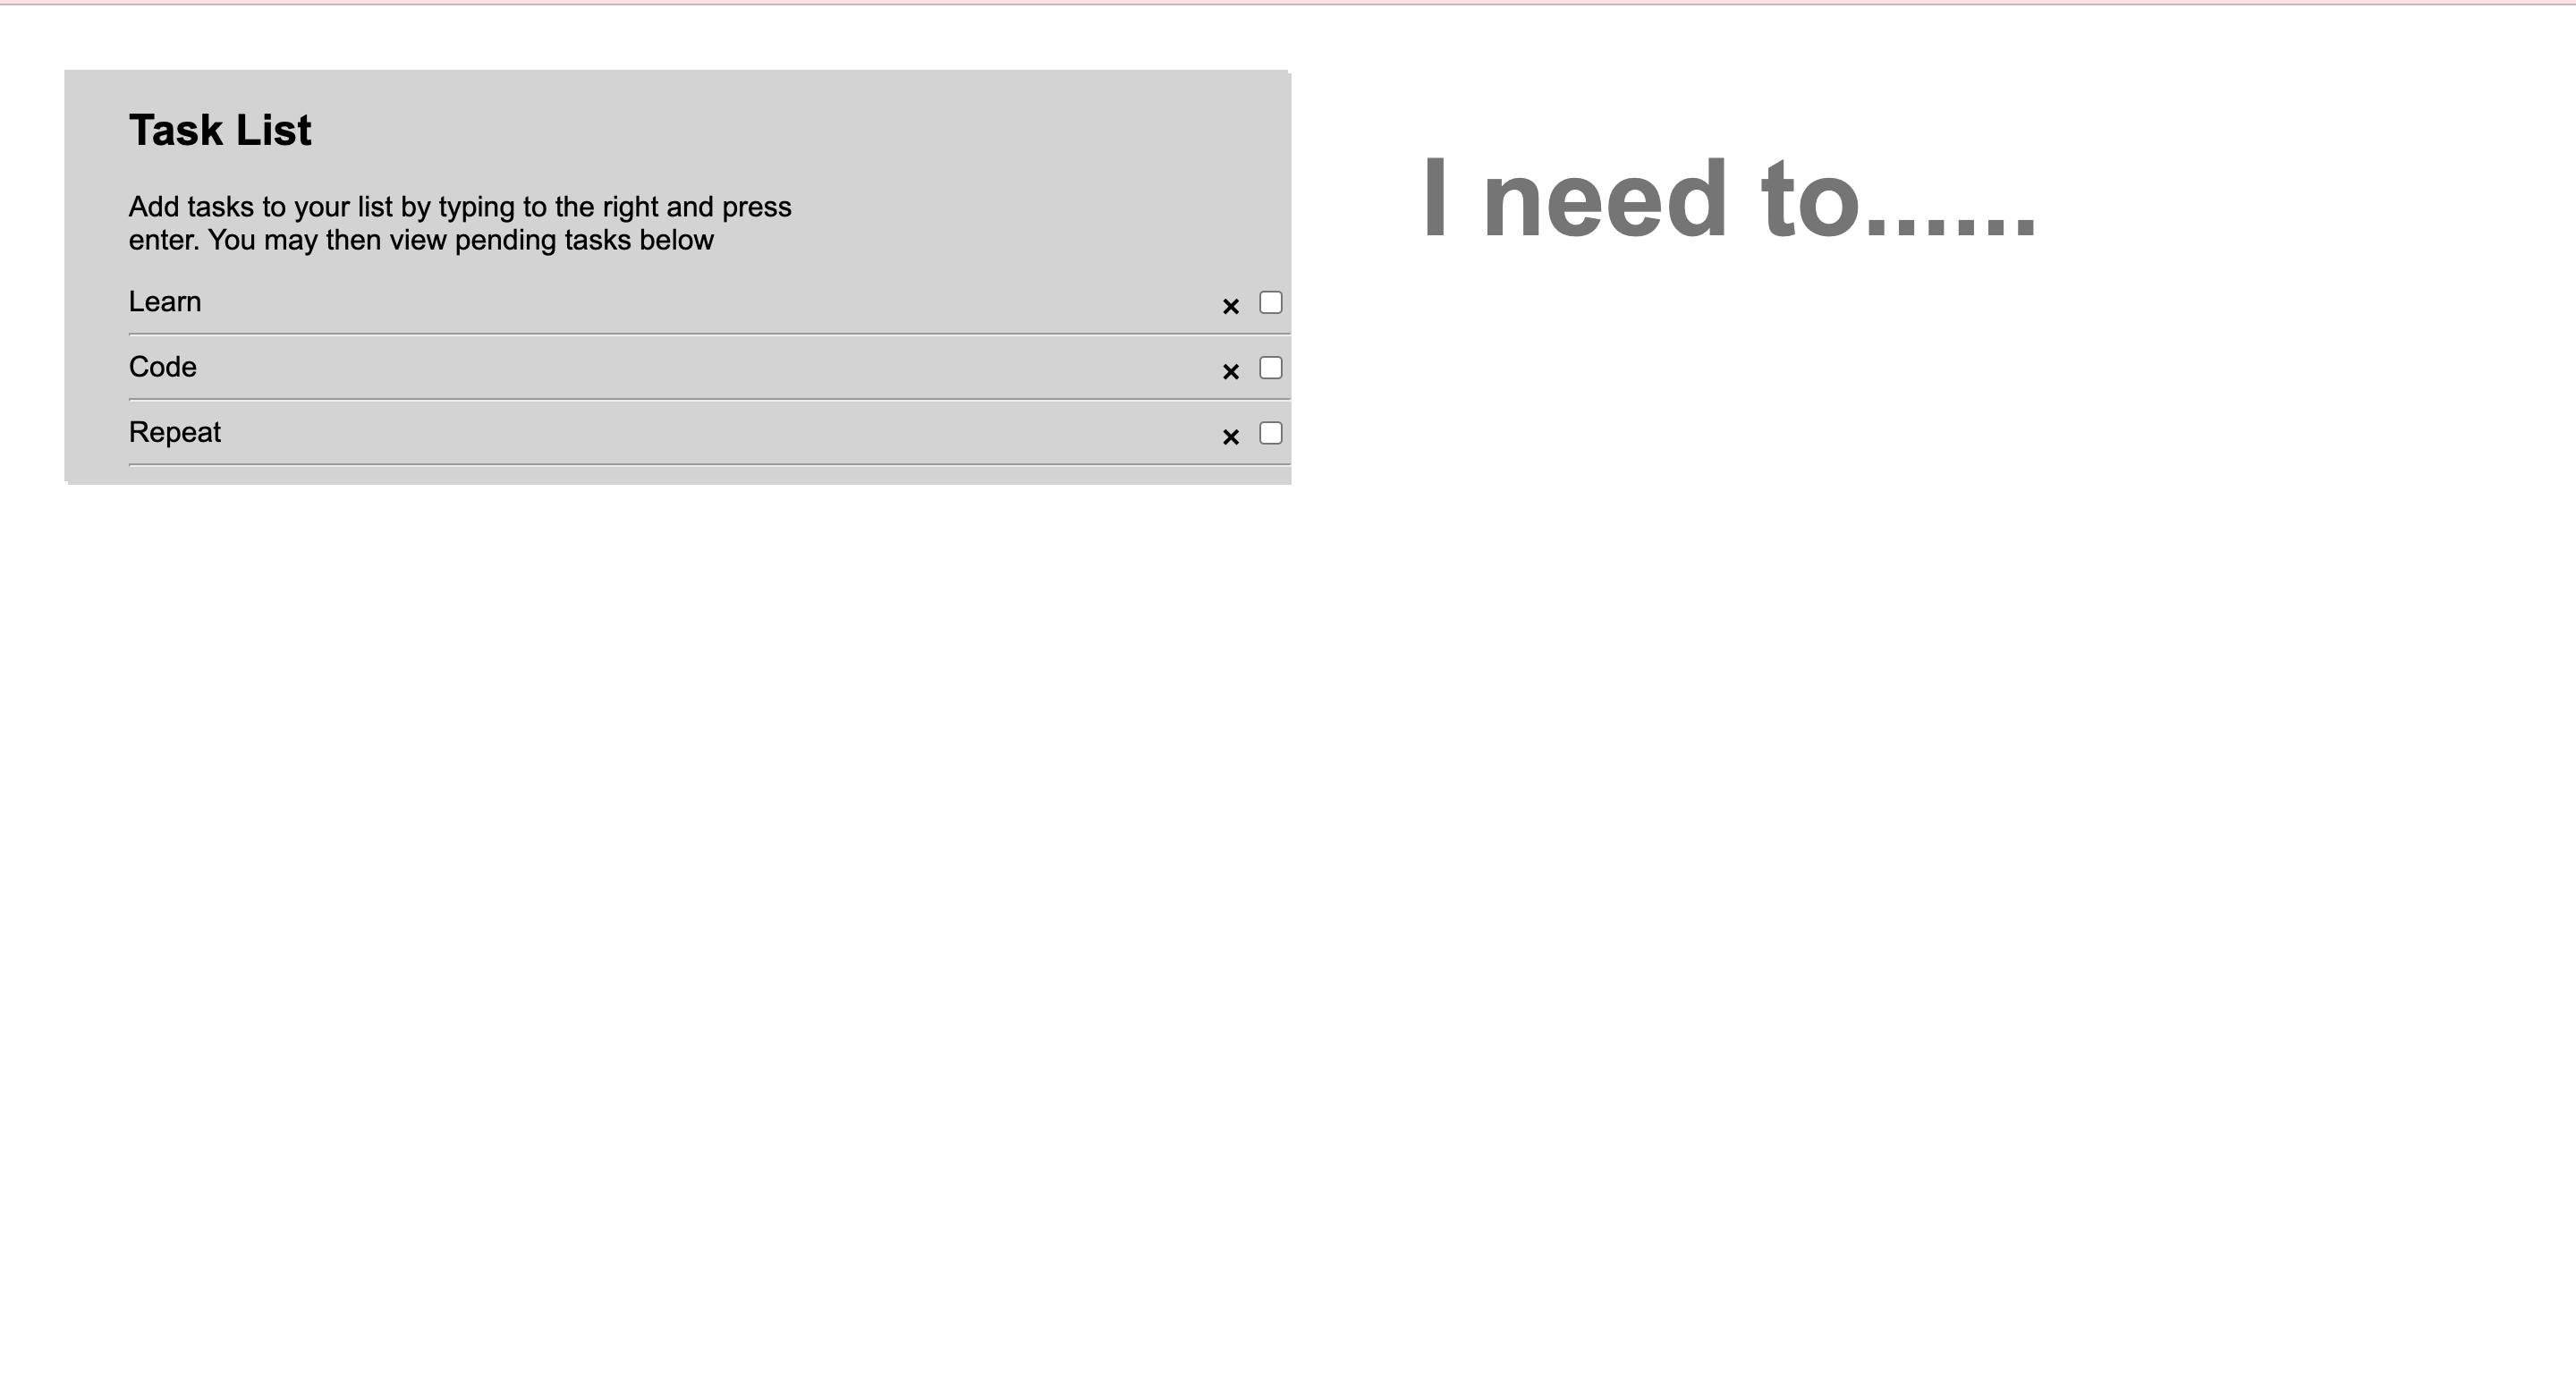 Task List
Add tasks to your list by typing to the right and press
enter. You may then view pending tasks below
Learn ×
Code ×
Repeat ×
I need to......